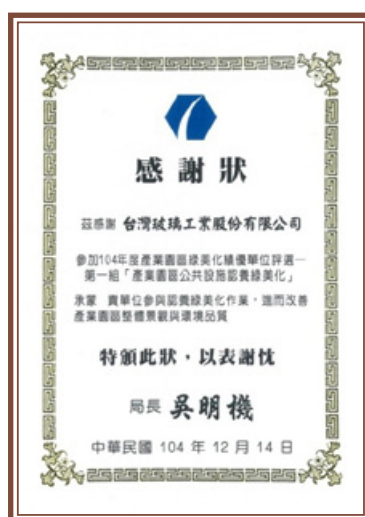 感謝狀
茲感謝 台灣玻璃工業股份有限公司
參加104年度產業園區綠美化績優單位評選—
第一組「產業園區公共設施認養綠美化」
承蒙 貴單位參與認養綠美化作業，進而改善
產業園區整體景觀與環境品質
特頒此狀，以表謝忱
局長 吳明機
中華民國 104 年 12 月 14 日